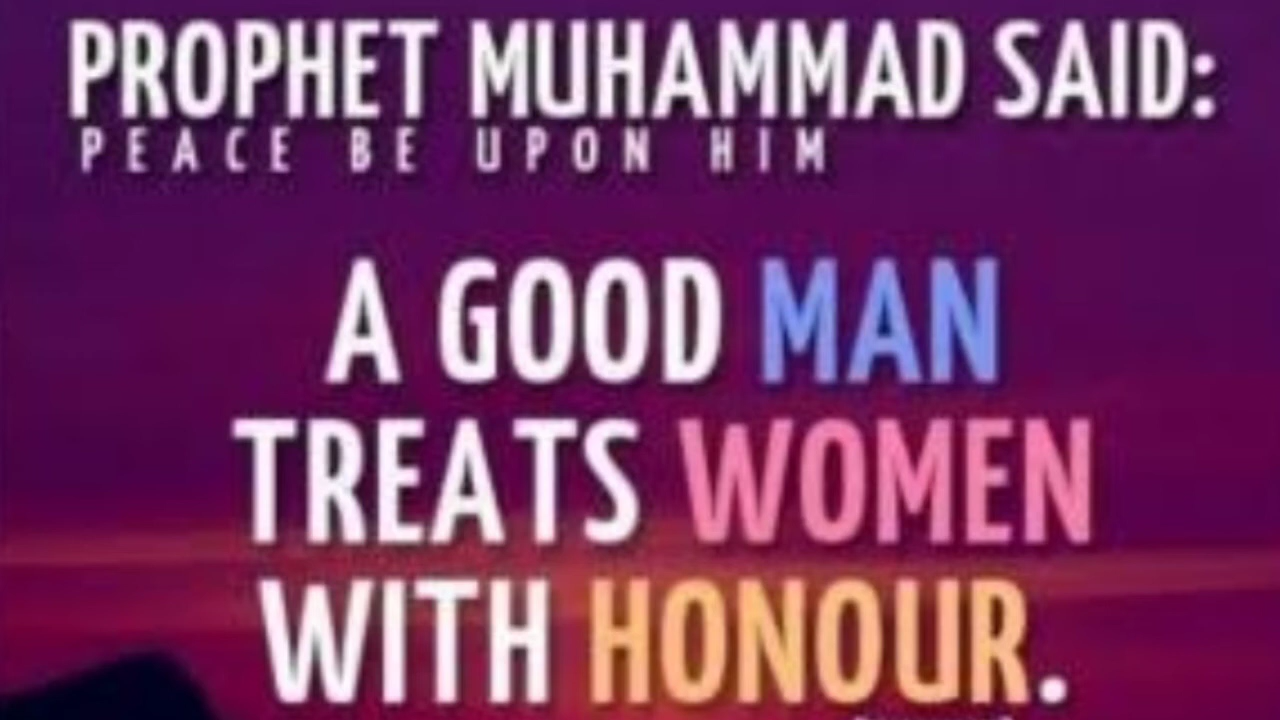 PROPHET MUHAMMAD SAID:
PEACE BE UPON HIM
A GOOD MAN
TREATS WOMEN
WITH HONOUR.